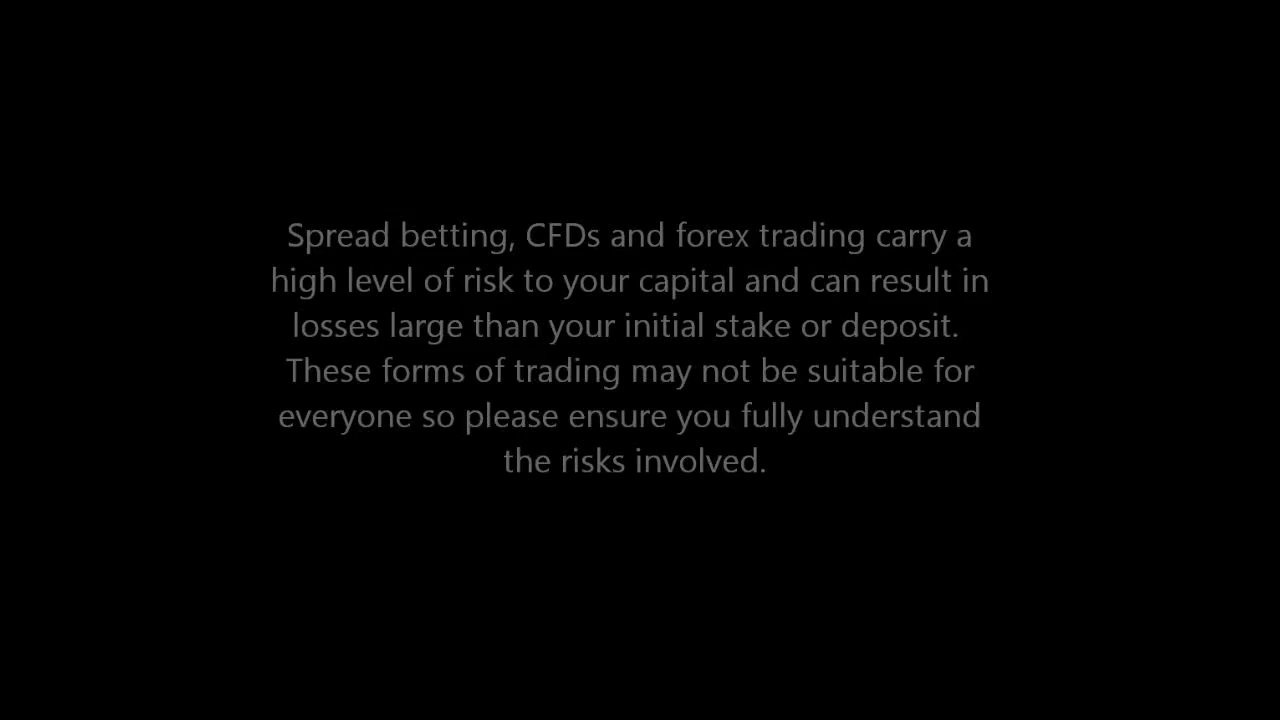 Spread betting, CFDs and forex trading carry a
high level of risk to your capital and can result in
losses large than your initial stake or deposit.
These forms of trading may not be suitable for
everyone so please ensure you fully understand
the risks involved.